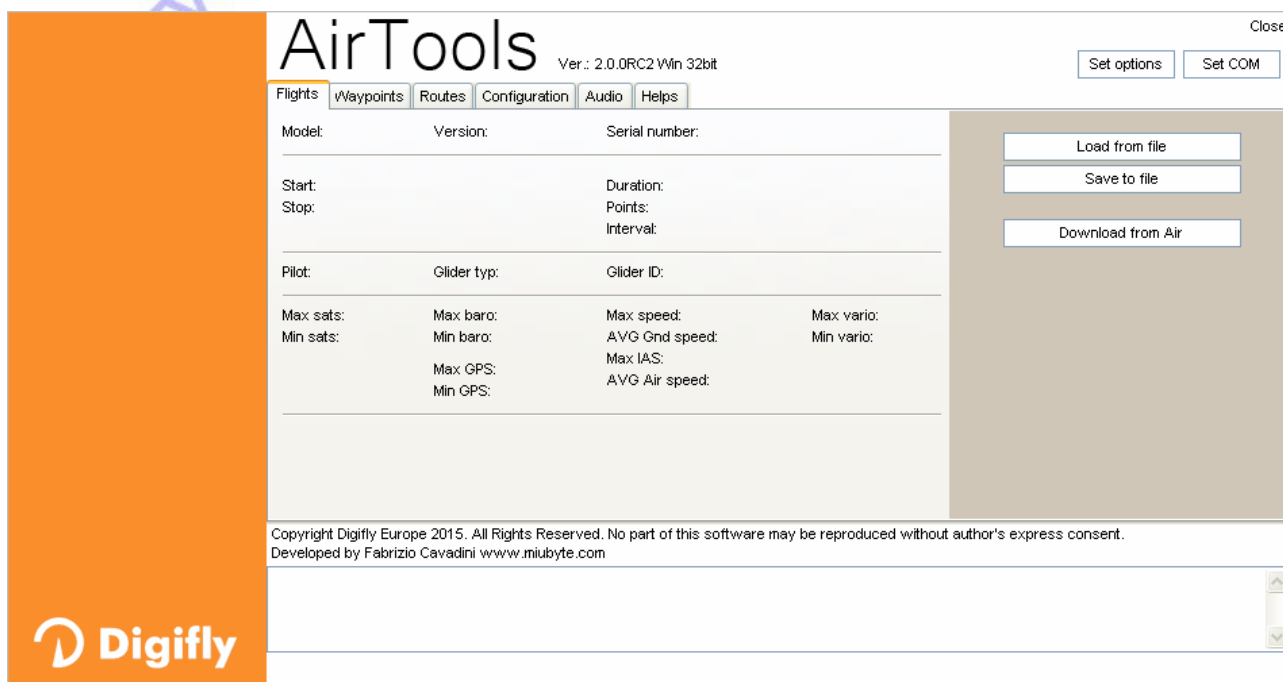 AirTools Ver.: 2.0.0RC2 Win 32bit
Close
Set options Set COM
Flights Waypoints Routes Configuration Audio Helps
Model: Version: Serial number:
Load from file
Save to file
Start: Duration:
Stop: Points:
Interval:
Download from Air
Pilot: Glider typ: Glider ID:
Max sats: Max baro: Max speed: Max vario:
Min sats: Min baro: AVG Gnd speed: Min vario:
Max IAS:
Max GPS:
AVG Air speed:
Min GPS:
Copyright Digifly Europe 2015. All Rights Reserved. No part of this software may be reproduced without author's express consent.
Developed by Fabrizio Cavadini www.miubyte.com
Digifly